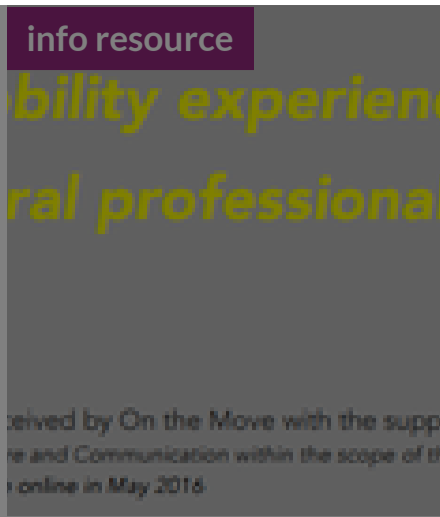 info resource
bility experien
ral professiona
ceived by On the Move with the supp
re and Communication within the scope of th
online in May 2016